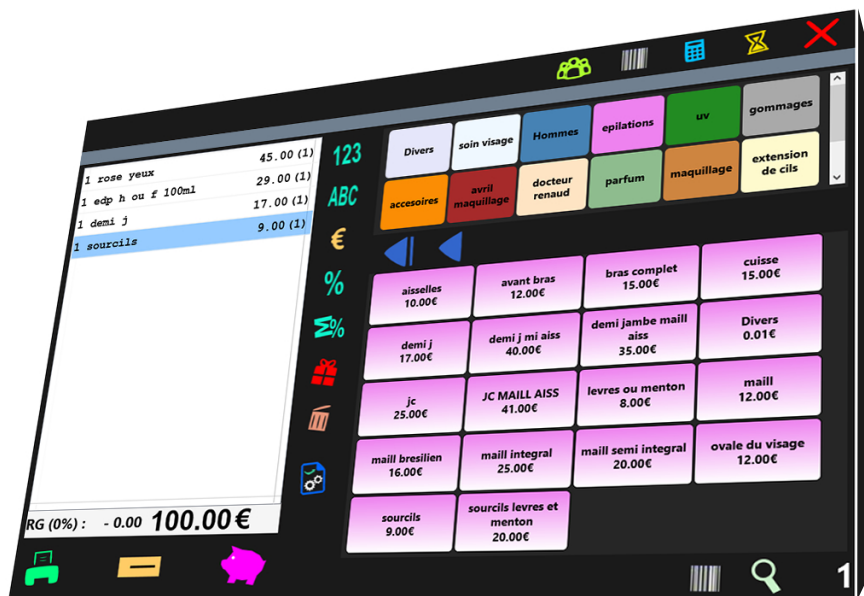 1 rose yeux 45.00 (1)
1 edp h ou f 100ml 29.00 (1)
1 demi j 17.00 (1)
1 sourcils 9.00 (1)
RG (0%) : - 0.00 100.00 €
123
ABC
€
%
Σ%
Divers
soin visage
Hommes
epilations
uv
gommages
accesoires
avril
maquillage
docteur
renaud
parfum
maquillage
extension
de cils
aisselles
10.00€
avant bras
12.00€
bras complet
15.00€
cuisse
15.00€
demi j
17.00€
demi j mi aiss
40.00€
demi jambe maill
aiss
35.00€
Divers
0.01€
jc
25.00€
JC MAILL AISS
41.00€
levres ou menton
8.00€
maill
12.00€
maill bresilien
16.00€
maill integral
25.00€
maill semi integral
20.00€
ovale du visage
12.00€
sourcils
9.00€
sourcils levres et
menton
20.00€
1